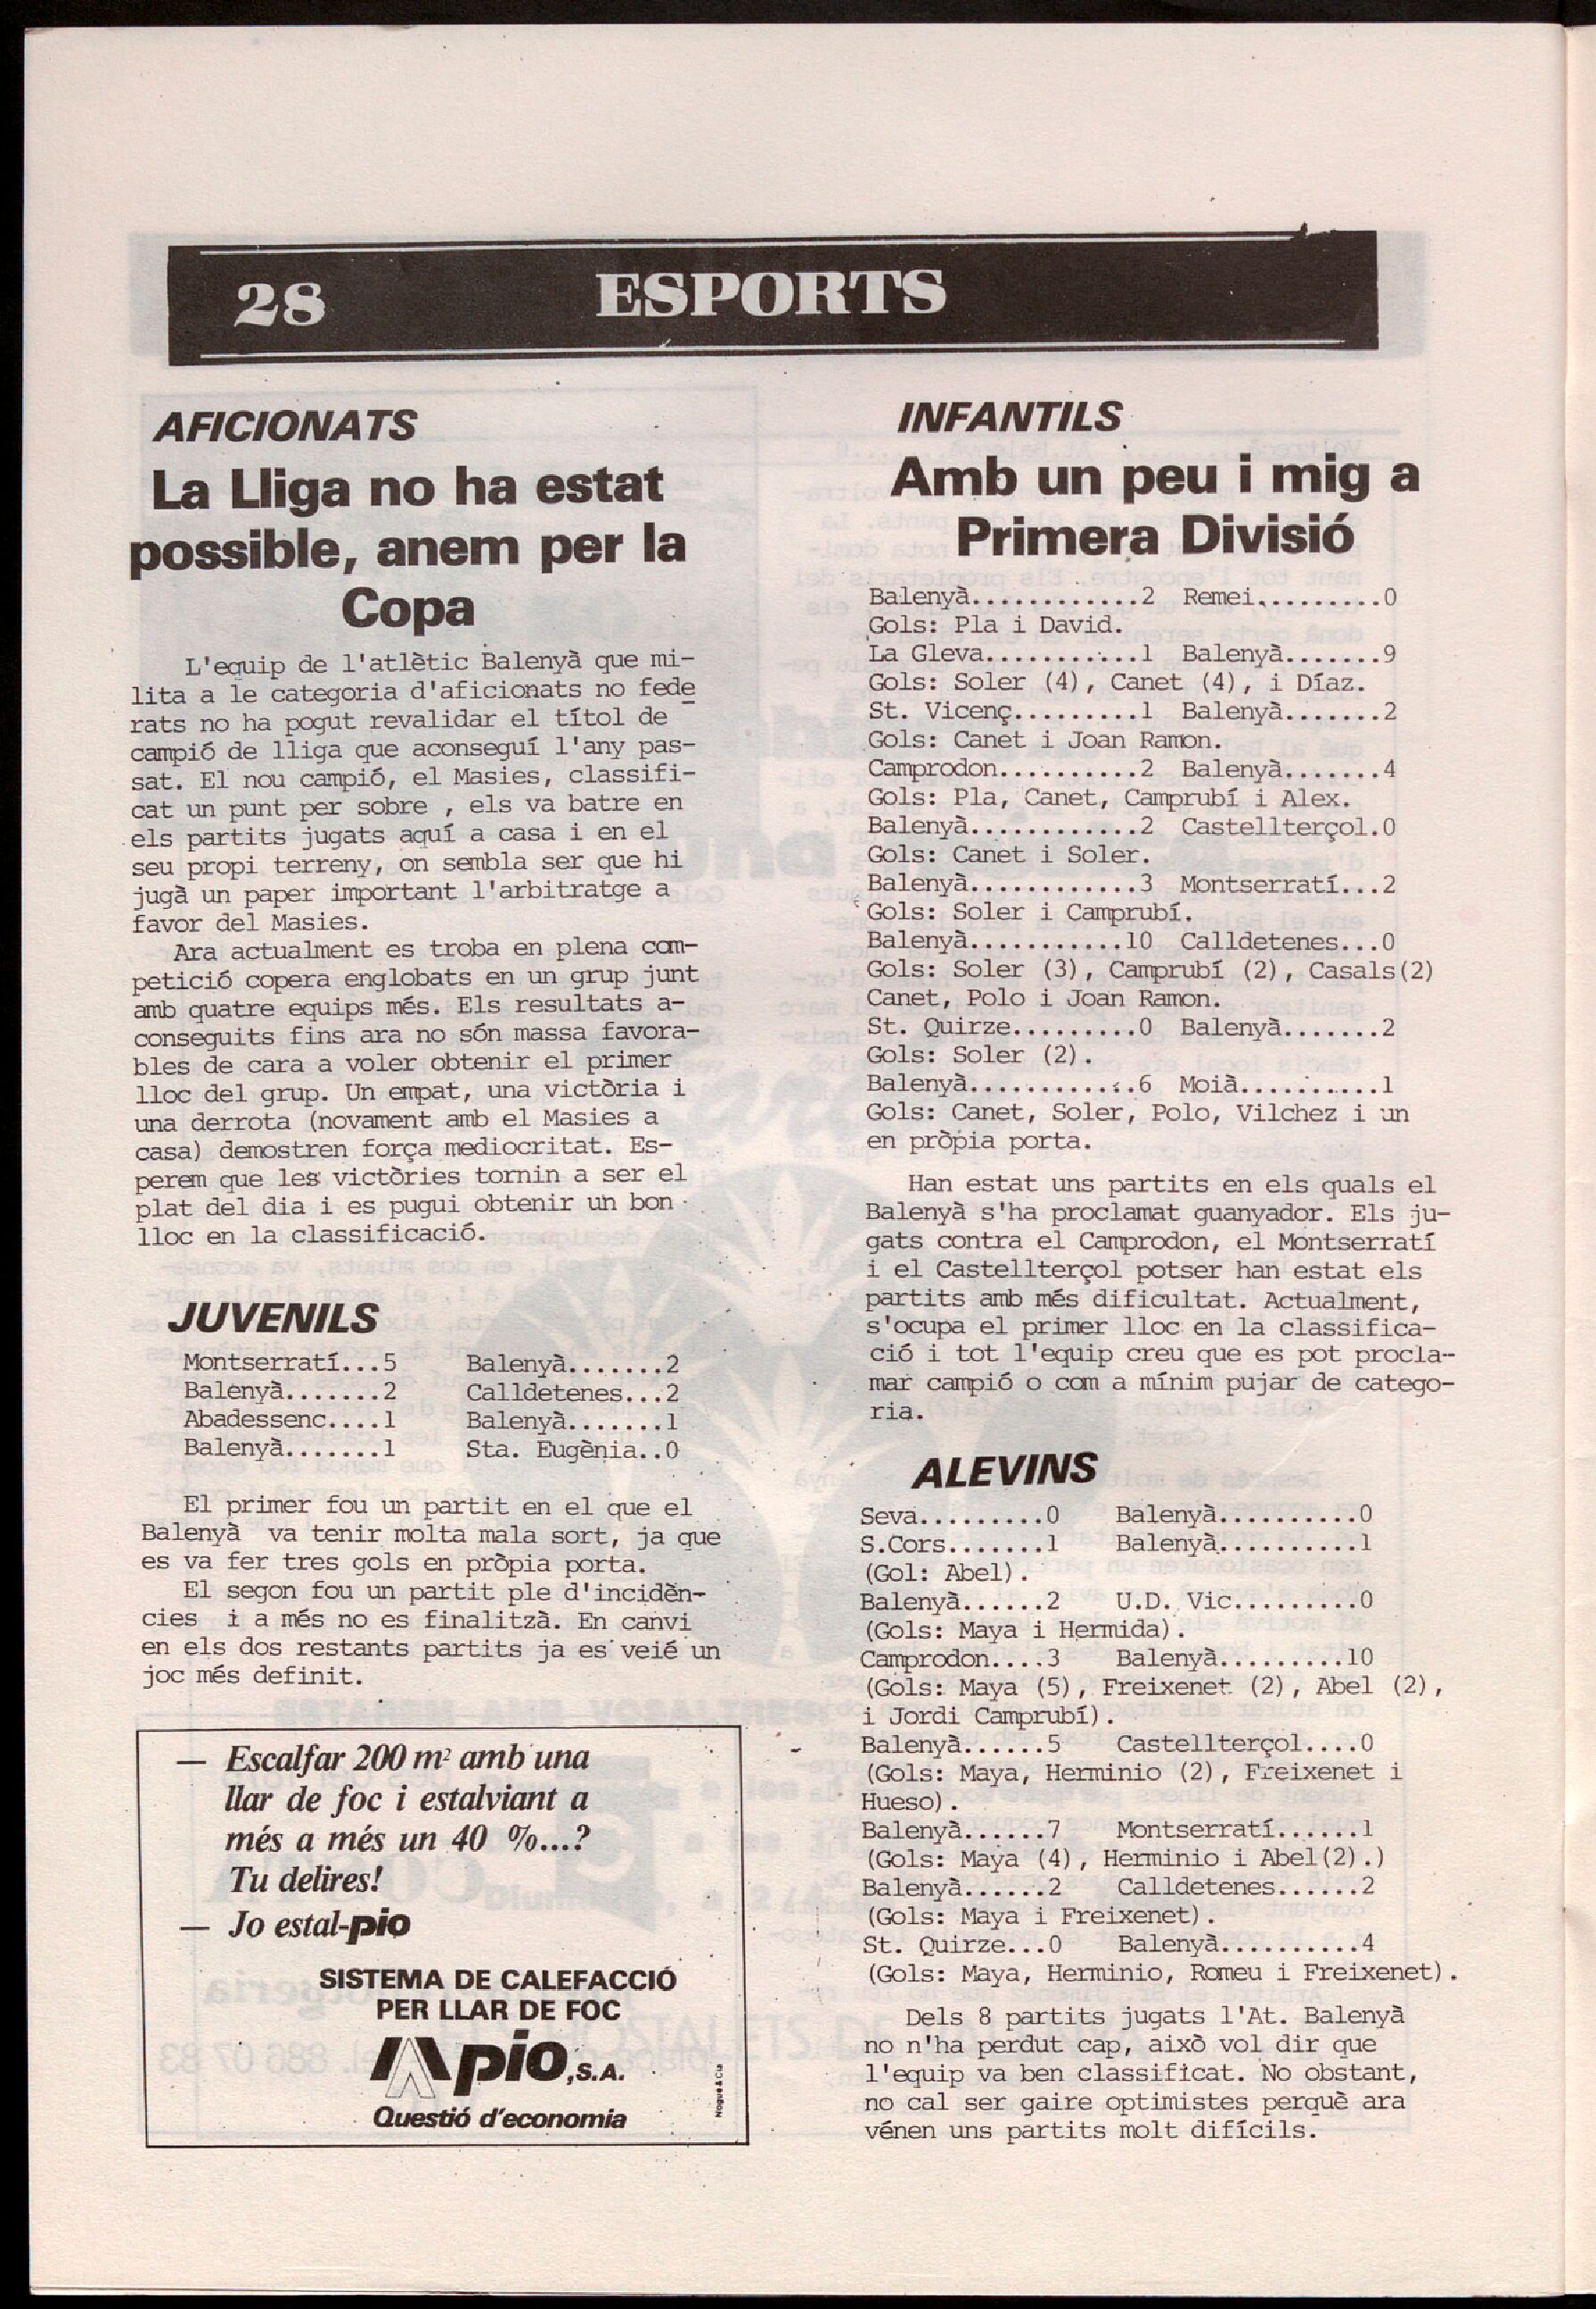 28 ESPORTS
AFICIONATS
La Lliga no ha estat
possible, anem per la
Copa
L'equip de l'atlètic Balenyà que mi-
lita a le categoria d'aficionats no fede
rats no ha pogut revalidar el títol de
campió de lliga que aconseguí l'any pas-
sat. El nou campió, el Masies, classifi-
cat un punt per sobre , els va batre en
els partits jugats aquí a casa i en el
seu propi terreny, on sembla ser que hi
jugà un paper important l'arbitratge a
favor del Masies.
Ara actualment es troba en plena com-
petició copera englobats en un grup junt
amb quatre equips més. Els resultats a-
conseguits fins ara no són massa favora-
bles de cara a voler obtenir el primer
lloc del grup. Un empat, una victòria i
una derrota (novament amb el Masies a
casa) demostren força mediocritat. Es-
perem que les victòries tornin a ser el
plat del dia i es pugui obtenir un bon
lloc en la classificació.
JUVENILS
Montserratí...5 Balenyà.......2
Balenyà.......2 Calldetenes...2
Abadessenc....1 Balenyà.......1
Balenyà.......1 Sta. Eugènia..0
El primer fou un partit en el que el
Balenyà va tenir molta mala sort, ja que
es va fer tres gols en pròpia porta.
El segon fou un partit ple d'incidèn-
cies i a més no es finalitzà. En canvi
en els dos restants partits ja es veié un
joc més definit.
— Escalfar 200 m² amb una
llar de foc i estalviant a
més a més un 40 %...?
Tu delires!
— Jo estal-pio
SISTEMA DE CALEFACCIÓ
PER LLAR DE FOC
pio, S.A.
Questió d'economia
Nogué & Cia
INFANTILS
Amb un peu i mig a
Primera Divisió
Balenyà............2 Remei.........0
Gols: Pla i David.
La Gleva...........1 Balenyà.......9
Gols: Soler (4), Canet (4), i Díaz.
St. Vicenç.........1 Balenyà.......2
Gols: Canet i Joan Ramon.
Camprodon..........2 Balenyà.......4
Gols: Pla, Canet, Camprubí i Alex.
Balenyà............2 Castellterçol.0
Gols: Canet i Soler.
Balenyà............3 Montserratí...2
Gols: Soler i Camprubí.
Balenyà...........10 Calldetenes...0
Gols: Soler (3), Camprubí (2), Casals(2)
Canet, Polo i Joan Ramon.
St. Quirze.........0 Balenyà.......2
Gols: Soler (2).
Balenyà............6 Moià..........1
Gols: Canet, Soler, Polo, Vilchez i un
en pròpia porta.
Han estat uns partits en els quals el
Balenyà s'ha proclamat guanyador. Els ju-
gats contra el Camprodon, el Montserratí
i el Castellterçol potser han estat els
partits amb més dificultat. Actualment,
s'ocupa el primer lloc en la classifica-
ció i tot l'equip creu que es pot procla-
mar campió o com a mínim pujar de catego-
ria.
ALEVINS
Seva.........0 Balenyà..........0
S.Cors.......1 Balenyà..........1
(Gol: Abel).
Balenyà......2 U.D. Vic.........0
(Gols: Maya i Hermida).
Camprodon....3 Balenyà.........10
(Gols: Maya (5), Freixenet (2), Abel (2),
i Jordi Camprubí).
Balenyà......5 Castellterçol....0
(Gols: Maya, Herminio (2), Freixenet i
Hueso).
Balenyà......7 Montserratí......1
(Gols: Maya (4), Herminio i Abel(2).)
Balenyà......2 Calldetenes......2
(Gols: Maya i Freixenet).
St. Quirze...0 Balenyà..........4
(Gols: Maya, Herminio, Romeu i Freixenet).
Dels 8 partits jugats l'At. Balenyà
no n'ha perdut cap, això vol dir que
l'equip va ben classificat. No obstant,
no cal ser gaire optimistes perquè ara
vénen uns partits molt difícils.